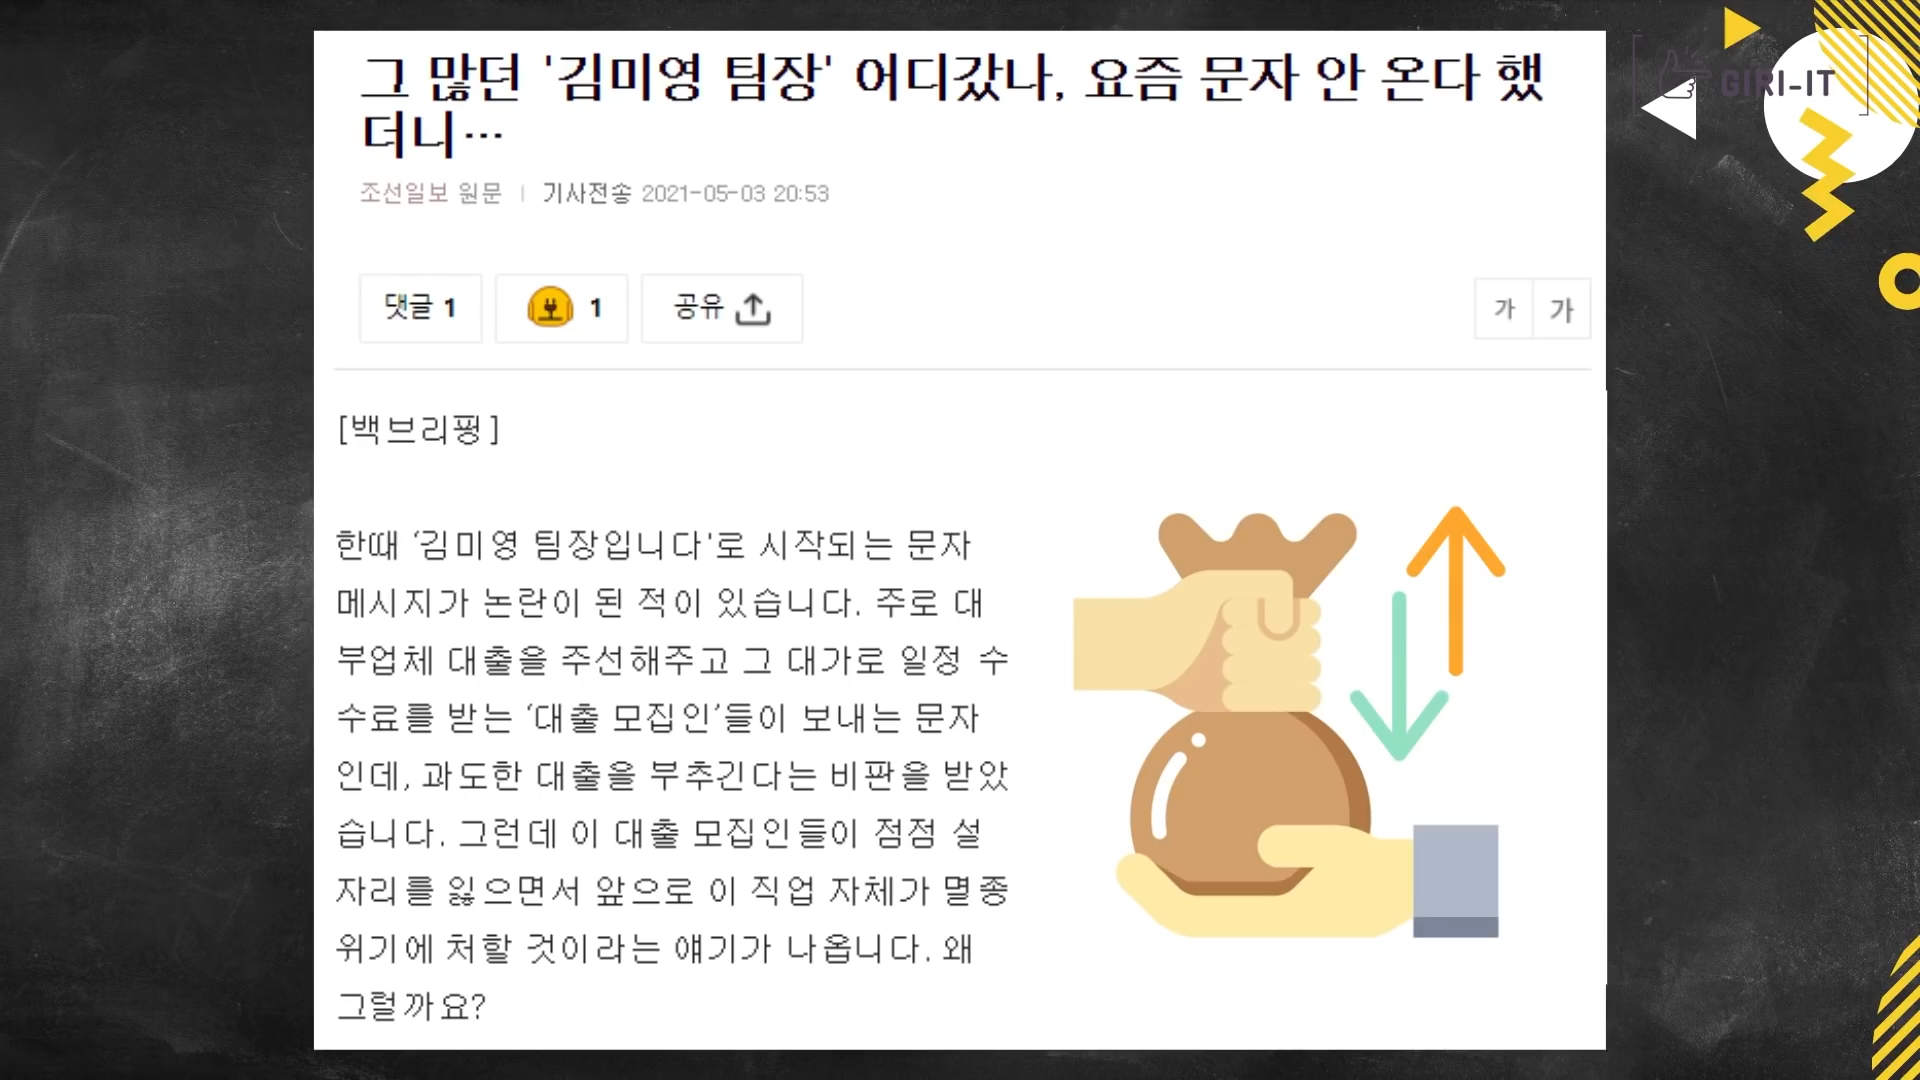 그 많던 '김미영 팀장' 어디갔나, 요즘 문자 안 온다 했
더니…
GIRI-IT
조선일보 원문 | 기사전송 2021-05-03 20:53
댓글 1
1
공유
가 가
[백브리핑]
한때 ‘김미영 팀장입니다'로 시작되는 문자
메시지가 논란이 된 적이 있습니다. 주로 대
부업체 대출을 주선해주고 그 대가로 일정 수
수료를 받는 ‘대출 모집인’들이 보내는 문자
인데, 과도한 대출을 부추긴다는 비판을 받았
습니다. 그런데 이 대출 모집인들이 점점 설
자리를 잃으면서 앞으로 이 직업 자체가 멸종
위기에 처할 것이라는 얘기가 나옵니다. 왜
그럴까요?